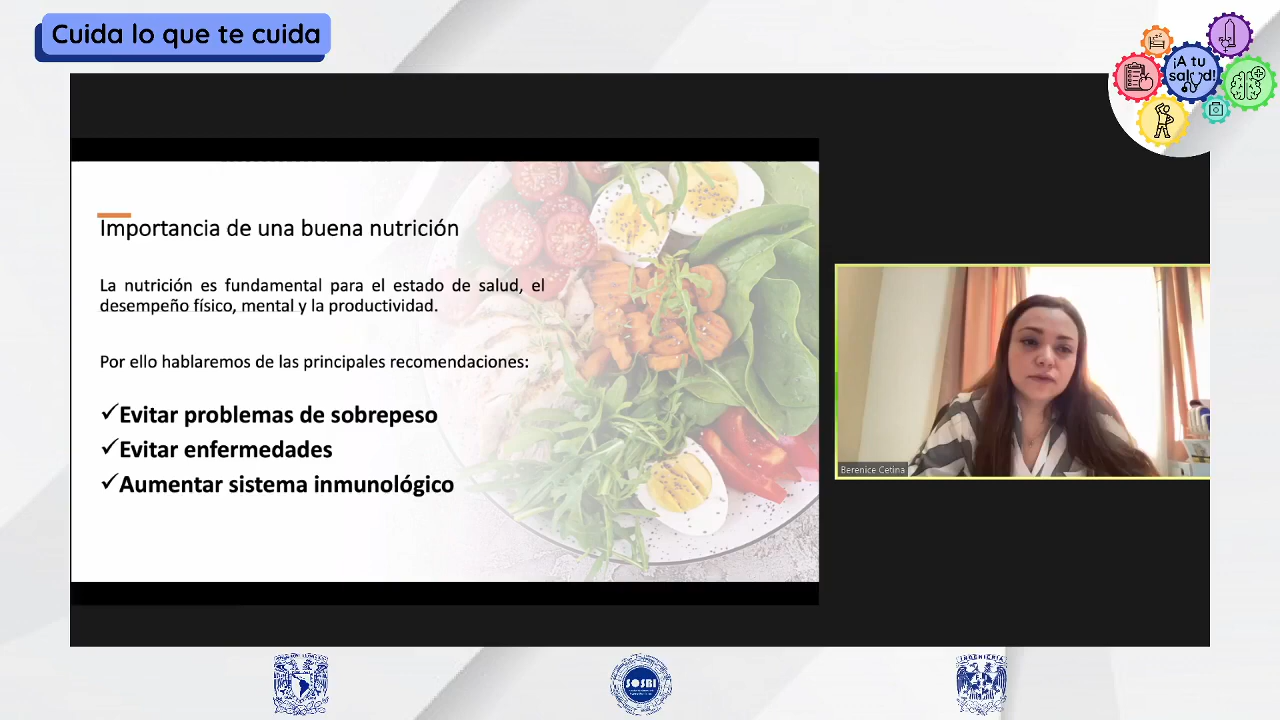 Cuida lo que te cuida
¡A tu
salud!
Importancia de una buena nutrición
La nutrición es fundamental para el estado de salud, el
desempeño físico, mental y la productividad.
Por ello hablaremos de las principales recomendaciones:
✓Evitar problemas de sobrepeso
✓Evitar enfermedades
✓Aumentar sistema inmunológico
Berenice Cetina
SOSBI